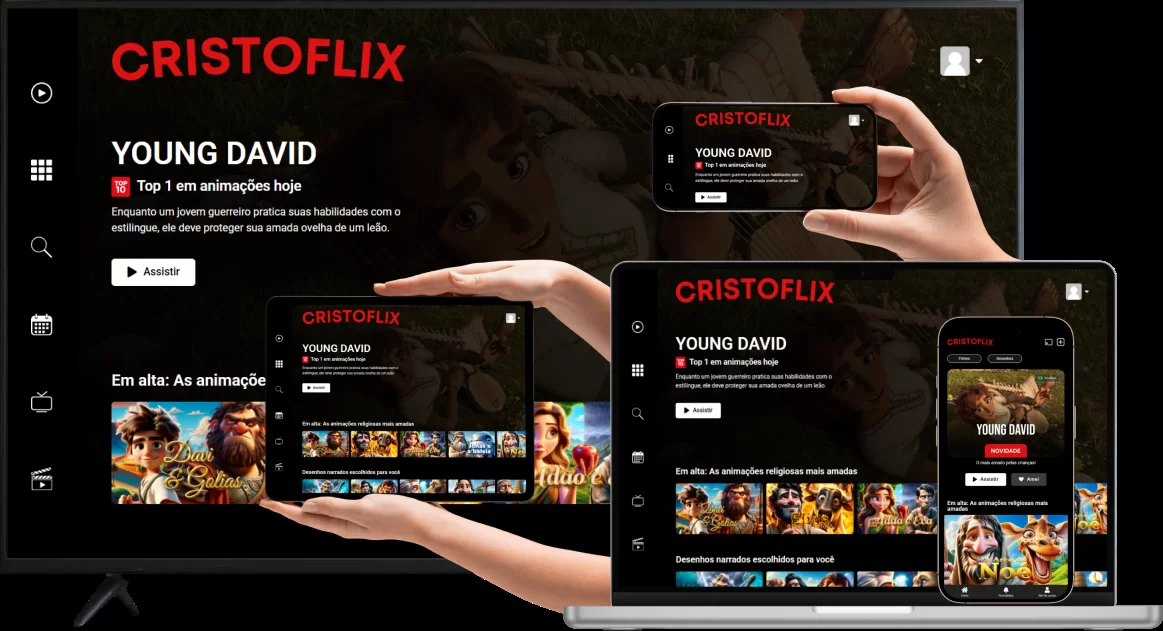 CRISTOFLIX
YOUNG DAVID
TOP 10
Top 1 em animações hoje
Enquanto um jovem guerreiro pratica suas habilidades com o
estilingue, ele deve proteger sua amada ovelha de um leão.
Assistir
Em alta: As animaçõe
Davi
& Golias
Adão e
CRISTOFLIX
YOUNG DAVID
Top 1 em animações hoje
Enquanto um jovem guerreiro pratica suas habilidades com o
estilingue, ele deve proteger sua amada ovelha de um leão.
Assistir
CRISTOFLIX
YOUNG DAVID
Top 1 em animações hoje
Enquanto um jovem guerreiro pratica suas habilidades com o
estilingue, ele deve proteger sua amada ovelha de um leão.
Assistir
Em alta: As animações religiosas mais amadas
Jonas e
a baleia
Desenhos narrados escolhidos para você
CRISTOFLIX
YOUNG DAVID
TOP 10
Top 1 em animações hoje
Enquanto um jovem guerreiro pratica suas habilidades com o
estilingue, ele deve proteger sua amada ovelha de um leão.
Assistir
Em alta: As animações religiosas mais amadas
Davi
& Golias
Adão e Eva
Desenhos narrados escolhidos para você
CRISTOFLIX
Filmes
Desenhos
YOUNG DAVID
NOVIDADE
O mais amado pelas crianças!
Assistir
Amei
Em alta: As animações religiosas mais
amadas
Noé